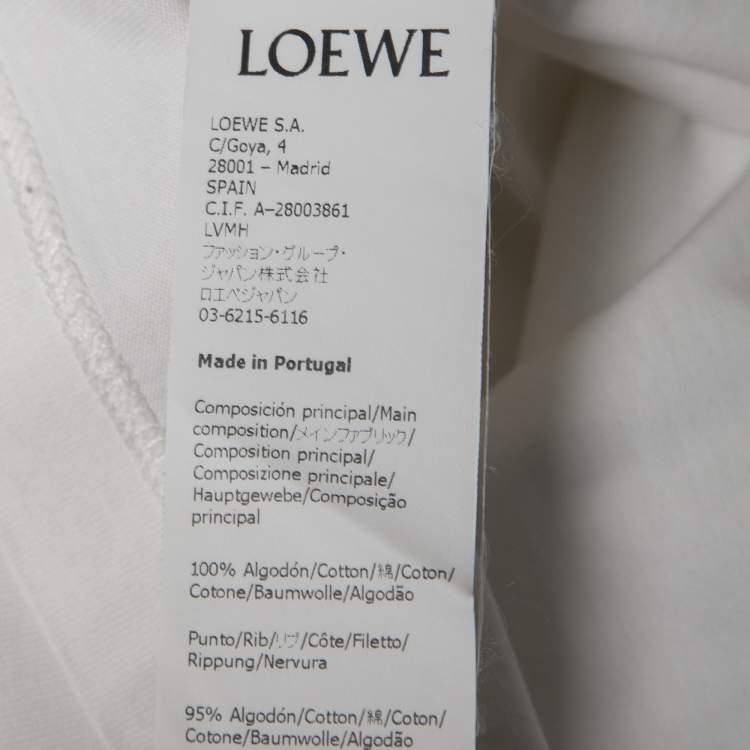 LOEWE
LOEWE S.A.
C/Goya, 4
28001 – Madrid
SPAIN
C.I.F. A–28003861
LVMH
ファッション・グループ・
ジャパン株式会社
ロエベジャパン
03-6215-6116
Made in Portugal
Composición principal/Main
composition/メインファブリック/
Composition principal/
Composizione principale/
Hauptgewebe/Composição
principal
100% Algodón/Cotton/綿/Coton/
Cotone/Baumwolle/Algodão
Punto/Rib/リブ/Côte/Filetto/
Rippung/Nervura
95% Algodón/Cotton/綿/Coton/
Cotone/Baumwolle/Algodão